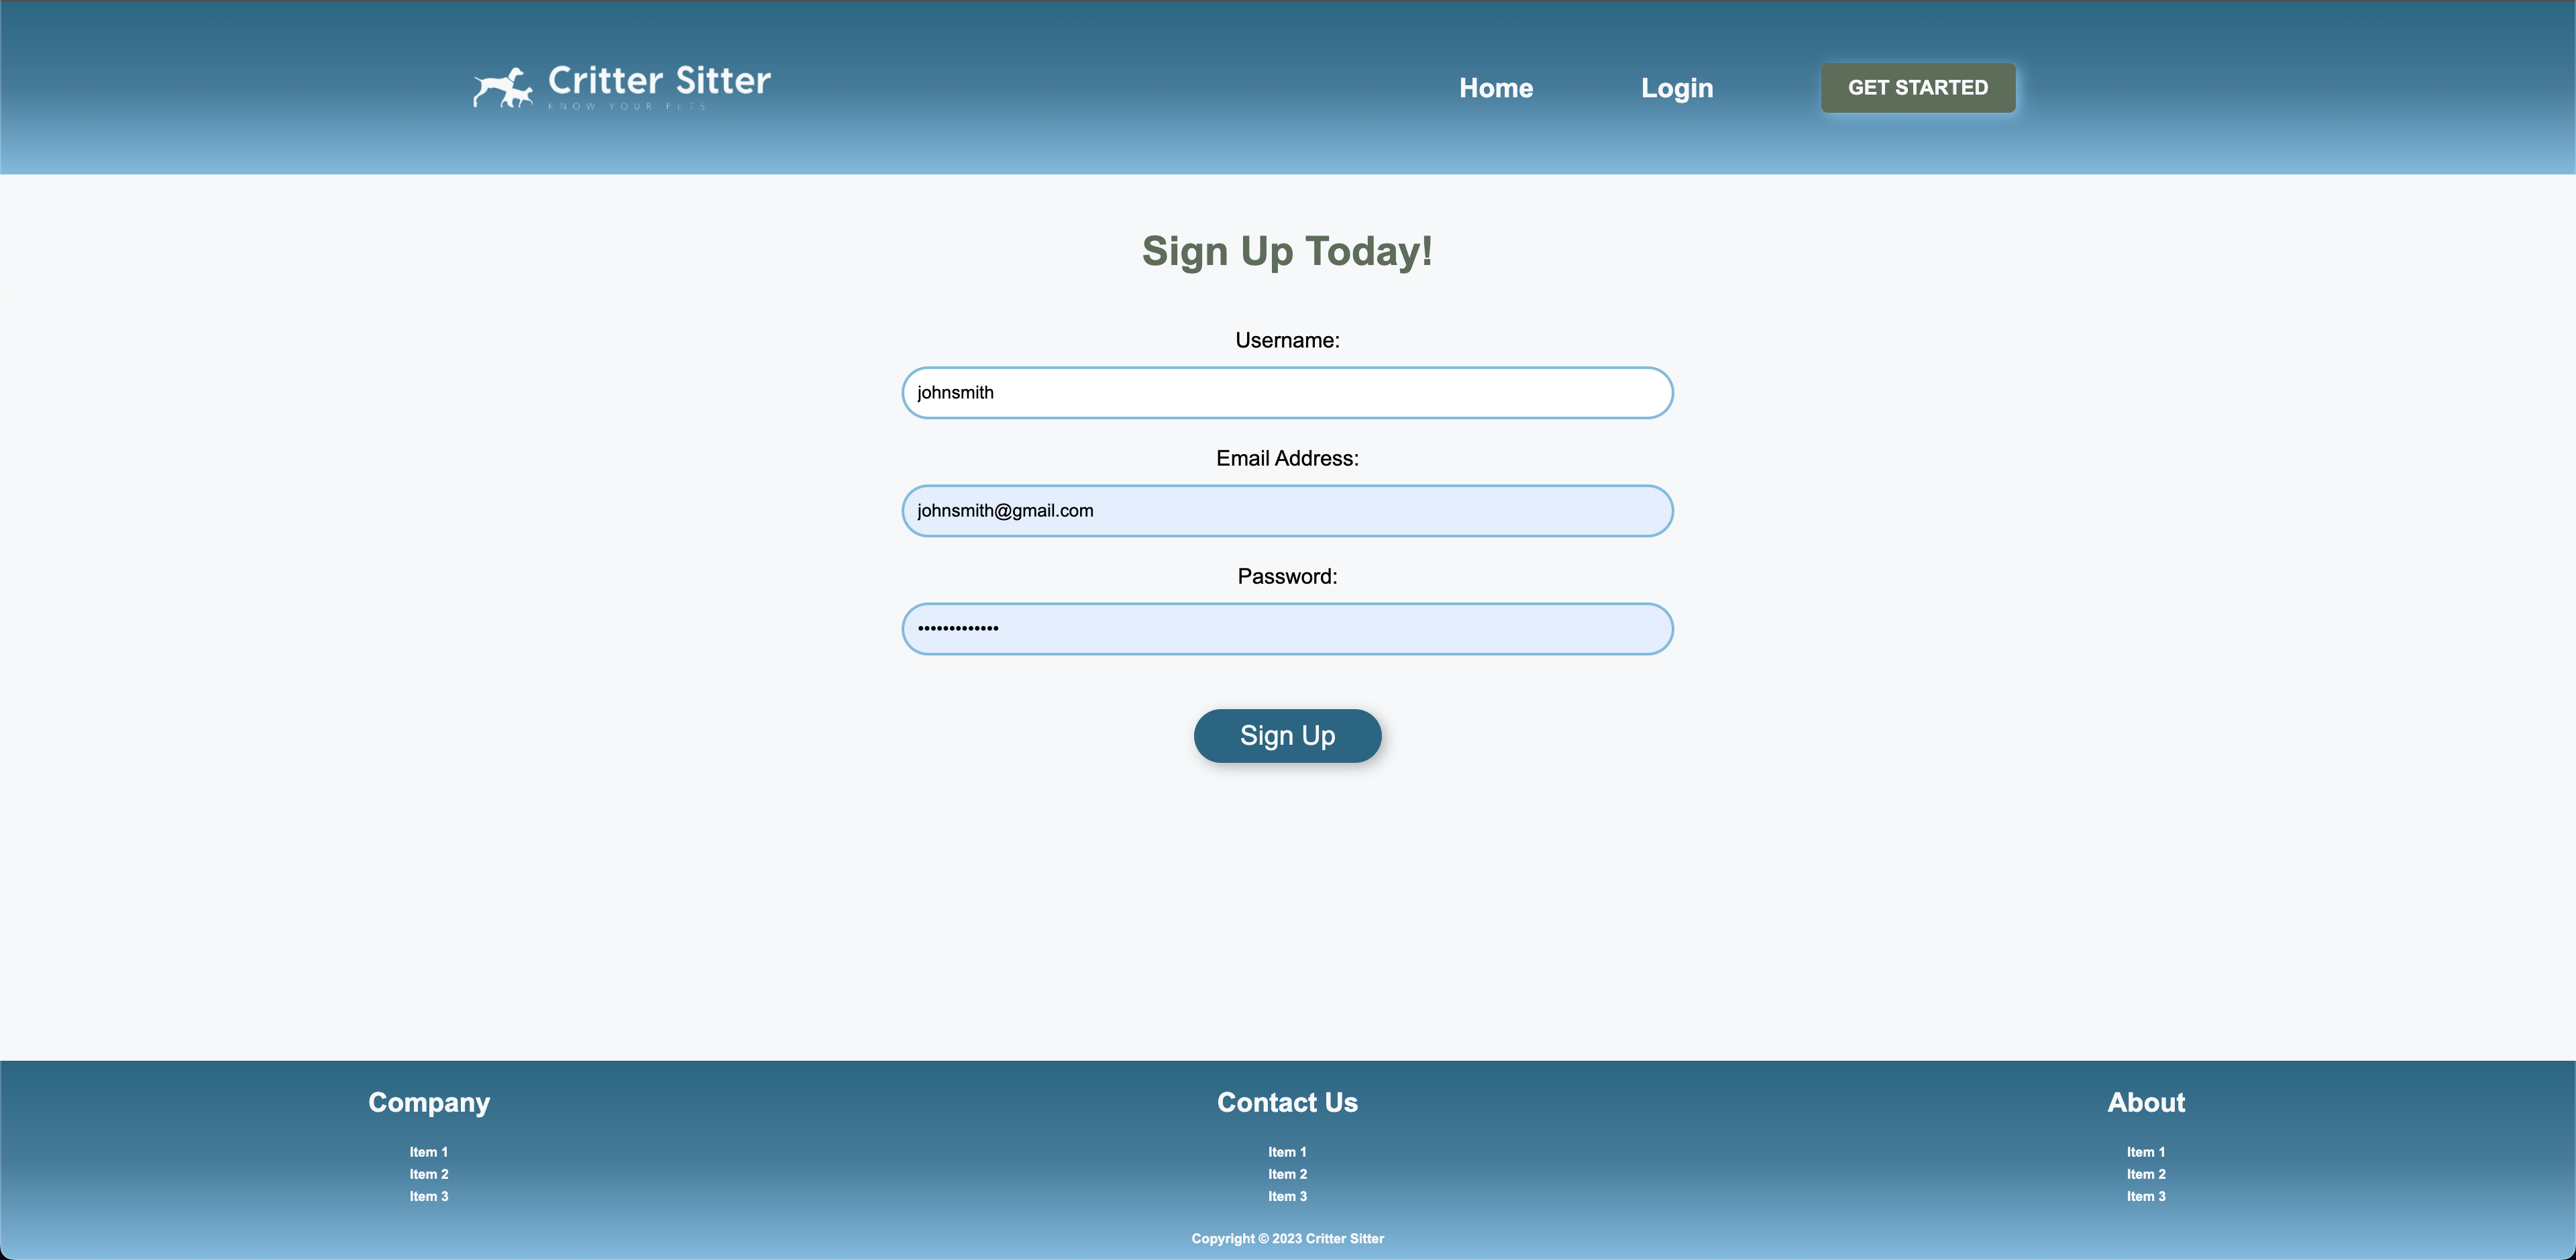 Critter Sitter
KNOW YOUR PETS
Home
Login
GET STARTED
Sign Up Today!
Username:
johnsmith
Email Address:
johnsmith@gmail.com
Password:
•••••••••••••
Sign Up
Company
Item 1
Item 2
Item 3
Contact Us
Item 1
Item 2
Item 3
About
Item 1
Item 2
Item 3
Copyright © 2023 Critter Sitter